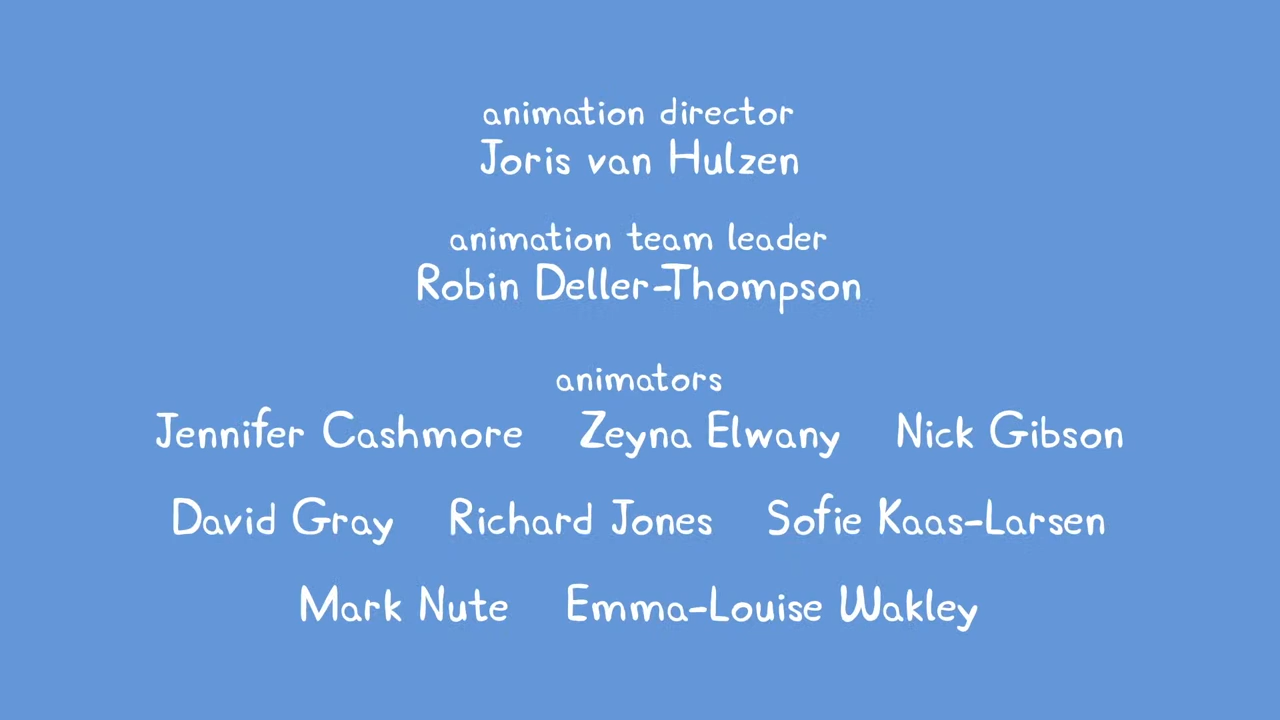 animation director
Joris van Hulzen
animation team leader
Robin Deller-Thompson
animators
Jennifer Cashmore Zeyna Elwany Nick Gibson
David Gray Richard Jones Sofie Kaas-Larsen
Mark Nute Emma-Louise Wakley